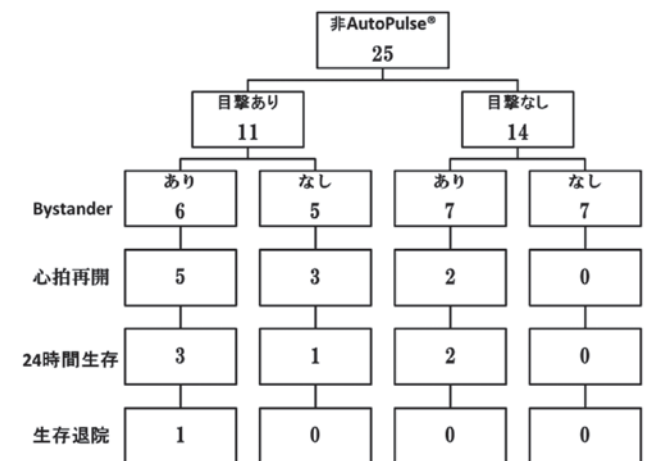 非AutoPulse®
25
目撃あり
11
目撃なし
14
Bystander
あり
6
なし
5
あり
7
なし
7
心拍再開 5 3 2 0
24時間生存 3 1 2 0
生存退院 1 0 0 0